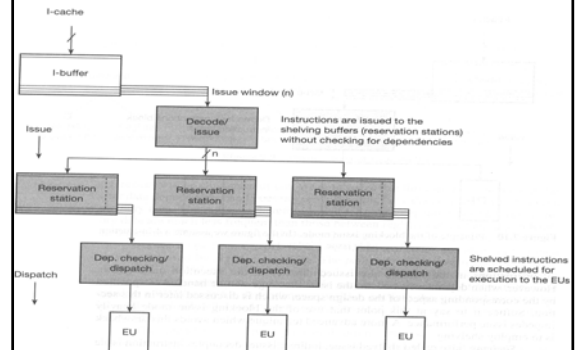 I-cache
I-buffer
Issue window (n)
Decode/
issue
Instructions are issued to the
shelving buffers (reservation stations)
without checking for dependencies
Issue
n
Reservation
station
Reservation
station
Reservation
station
Dep. checking/
dispatch
Dep. checking/
dispatch
Dep. checking/
dispatch
Shelved instructions
are scheduled for
execution to the EUs
Dispatch
EU
EU
EU